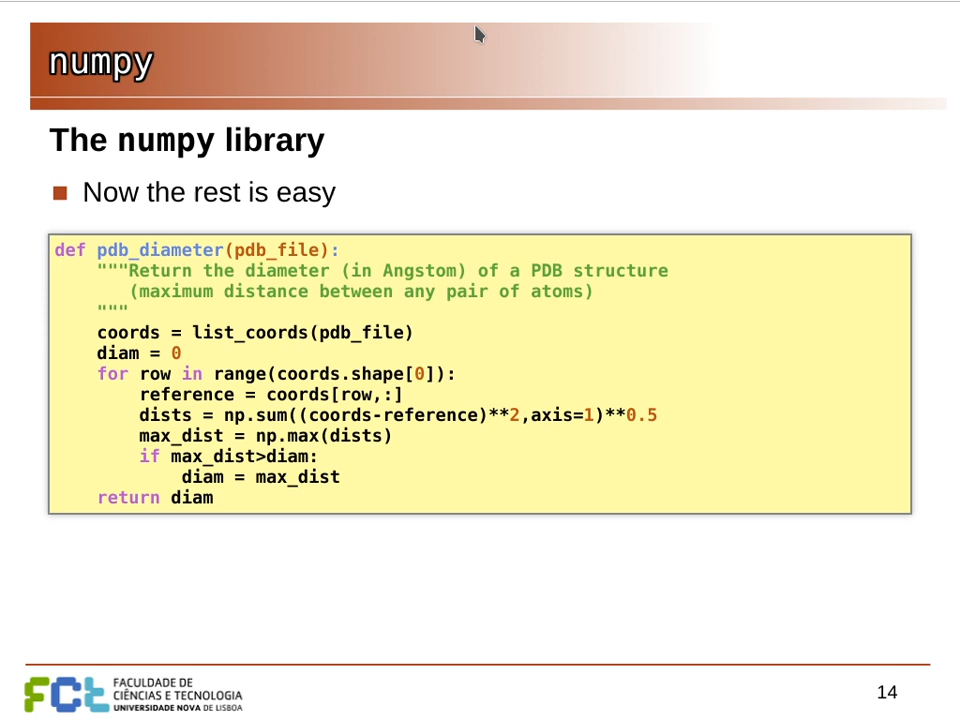 numpy
The numpy library
Now the rest is easy
def pdb_diameter(pdb_file):
    """Return the diameter (in Angstom) of a PDB structure
       (maximum distance between any pair of atoms)
    """
    coords = list_coords(pdb_file)
    diam = 0
    for row in range(coords.shape[0]):
        reference = coords[row,:]
        dists = np.sum((coords-reference)**2,axis=1)**0.5
        max_dist = np.max(dists)
        if max_dist>diam:
            diam = max_dist
    return diam
FCt
FACULDADE DE
CIÊNCIAS E TECNOLOGIA
UNIVERSIDADE NOVA DE LISBOA
14